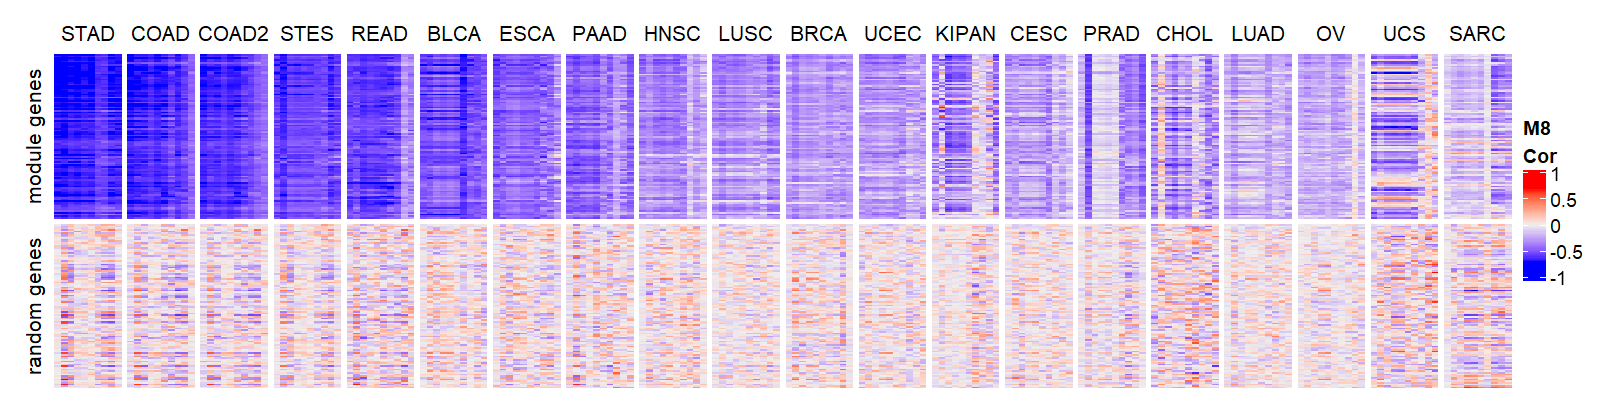 STAD COAD COAD2 STES READ BLCA ESCA PAAD HNSC LUSC BRCA UCEC KIPAN CESC PRAD CHOL LUAD OV UCS SARC
module genes
random genes
M8
Cor
1
0.5
0
-0.5
-1